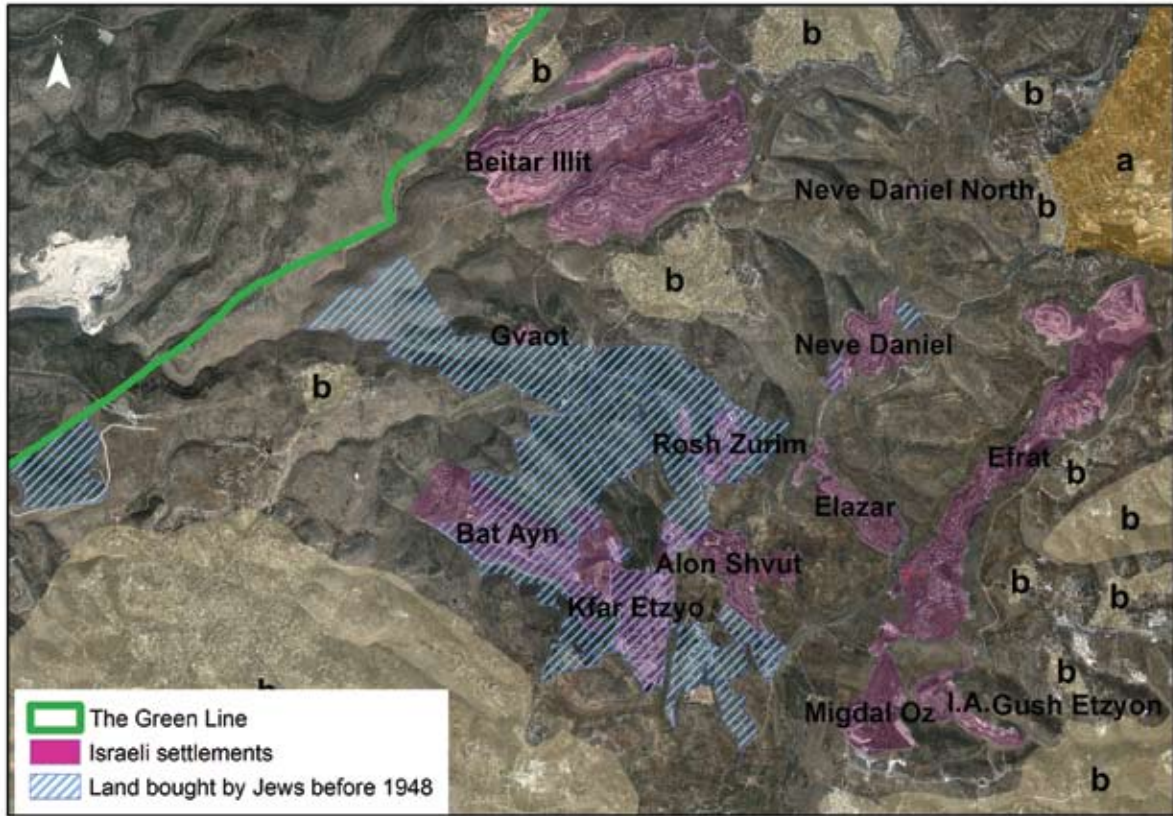 N
b
b
b
Beitar Illit
a
Neve Daniel North
b
b
Gvaot
Neve Daniel
b
Rosh Zurim
Efrat
b
Elazar
b
Bat Ayn
Alon Shvut
b
b
Kfar Etzyo
b
b
Migdal Oz
I.A.Gush Etzyon
b
The Green Line
Israeli settlements
Land bought by Jews before 1948